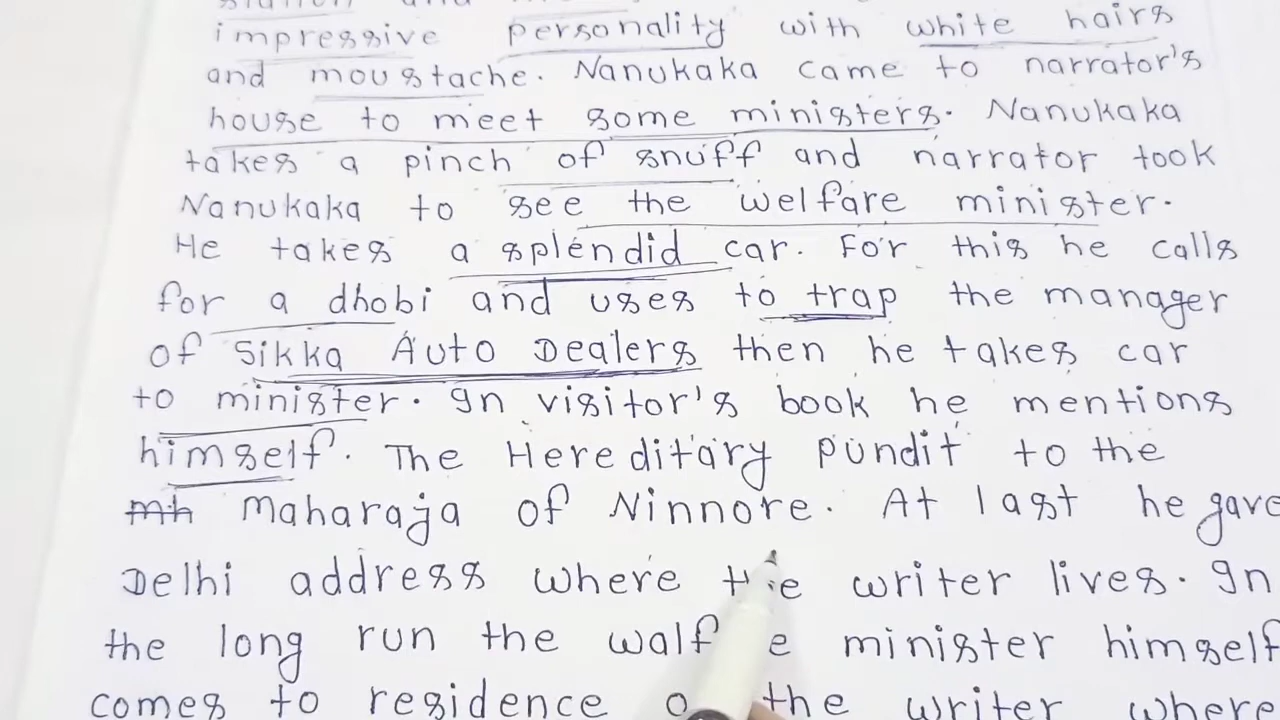 impressive personality with white hairs
and moustache. Nanukaka came to narrator's
house to meet some ministers. Nanukaka
takes a pinch of snuff and narrator took
Nanukaka to see the welfare minister.
He takes a splendid car. For this he calls
for a dhobi and uses to trap the manager
of Sikka Auto Dealers then he takes car
to minister. In visitor's book he mentions
himself. The Hereditary Pundit to the
mh Maharaja of Ninnore. At last he gave
Delhi address where the writer lives. In
the long run the minister himself
comes to residence the writer where